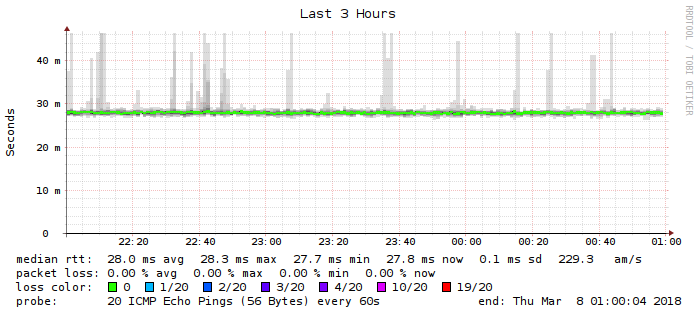 Last 3 Hours
RRDTOOL / TOBI OETIKER
Seconds
40 m
30 m
20 m
10 m
0
22:20 22:40 23:00 23:20 23:40 00:00 00:20 00:40 01:00
median rtt: 28.0 ms avg 28.3 ms max 27.7 ms min 27.8 ms now 0.1 ms sd 229.3 am/s
packet loss: 0.00 % avg 0.00 % max 0.00 % min 0.00 % now
loss color: 0 1/20 2/20 3/20 4/20 10/20 19/20
probe: 20 ICMP Echo Pings (56 Bytes) every 60s end: Thu Mar 8 01:00:04 2018